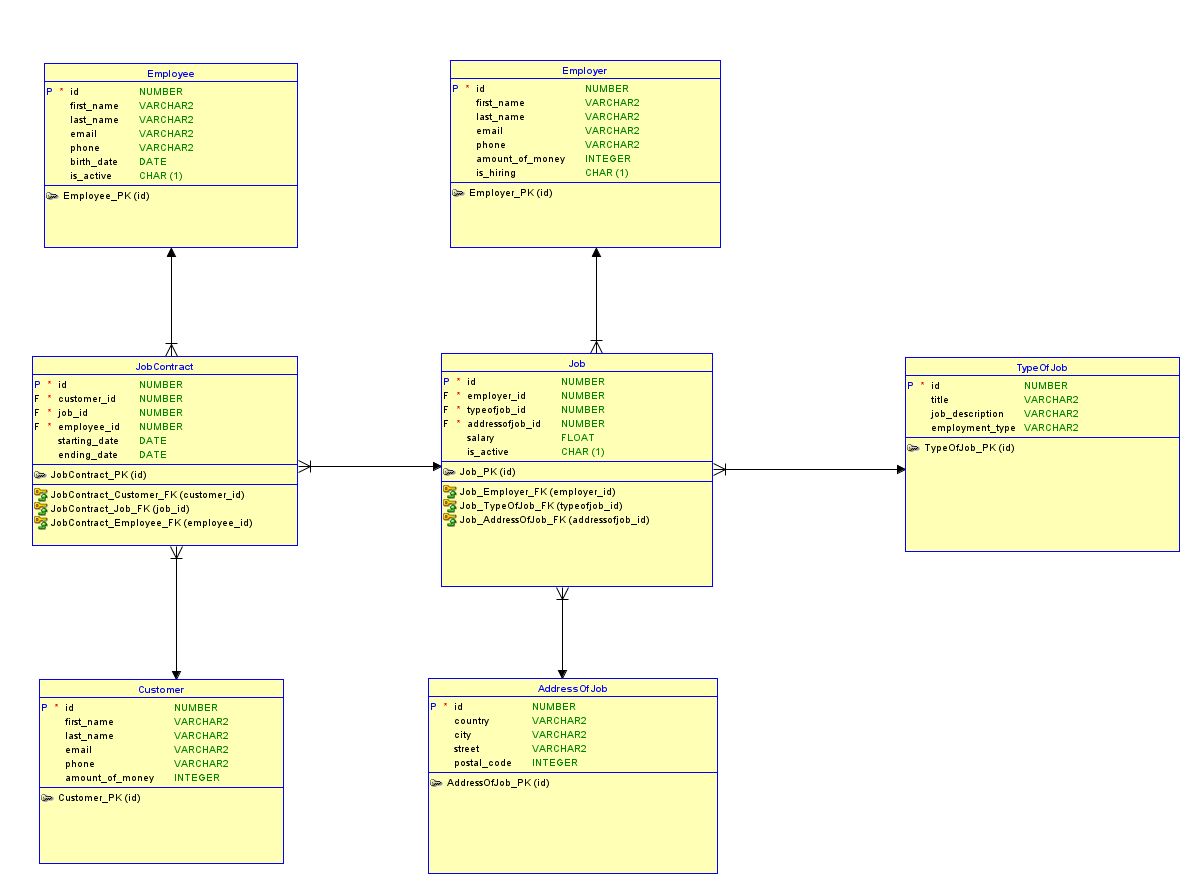 Employee
P * id NUMBER
first_name VARCHAR2
last_name VARCHAR2
email VARCHAR2
phone VARCHAR2
birth_date DATE
is_active CHAR (1)
Employee_PK (id)
Employer
P * id NUMBER
first_name VARCHAR2
last_name VARCHAR2
email VARCHAR2
phone VARCHAR2
amount_of_money INTEGER
is_hiring CHAR (1)
Employer_PK (id)
JobContract
P * id NUMBER
F * customer_id NUMBER
F * job_id NUMBER
F * employee_id NUMBER
starting_date DATE
ending_date DATE
JobContract_PK (id)
JobContract_Customer_FK (customer_id)
JobContract_Job_FK (job_id)
JobContract_Employee_FK (employee_id)
Job
P * id NUMBER
F * employer_id NUMBER
F * typeofjob_id NUMBER
F * addressofjob_id NUMBER
salary FLOAT
is_active CHAR (1)
Job_PK (id)
Job_Employer_FK (employer_id)
Job_TypeOfJob_FK (typeofjob_id)
Job_AddressOfJob_FK (addressofjob_id)
TypeOfJob
P * id NUMBER
title VARCHAR2
job_description VARCHAR2
employment_type VARCHAR2
TypeOfJob_PK (id)
Customer
P * id NUMBER
first_name VARCHAR2
last_name VARCHAR2
email VARCHAR2
phone VARCHAR2
amount_of_money INTEGER
Customer_PK (id)
AddressOfJob
P * id NUMBER
country VARCHAR2
city VARCHAR2
street VARCHAR2
postal_code INTEGER
AddressOfJob_PK (id)